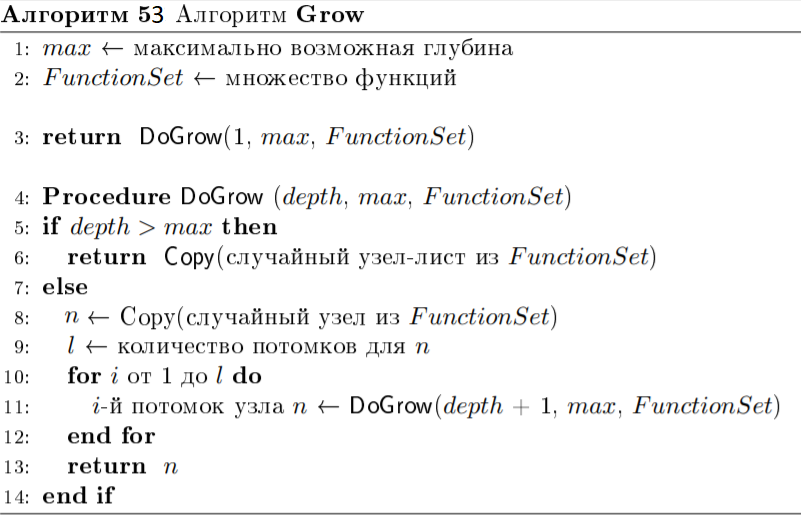 Алгоритм 53 Алгоритм Grow
1: max ← максимально возможная глубина
2: FunctionSet ← множество функций
3: return DoGrow(1, max, FunctionSet)
4: Procedure DoGrow (depth, max, FunctionSet)
5: if depth > max then
6: return Copy(случайный узел-лист из FunctionSet)
7: else
8: n ← Copy(случайный узел из FunctionSet)
9: l ← количество потомков для n
10: for i от 1 до l do
11: i-й потомок узла n ← DoGrow(depth + 1, max, FunctionSet)
12: end for
13: return n
14: end if